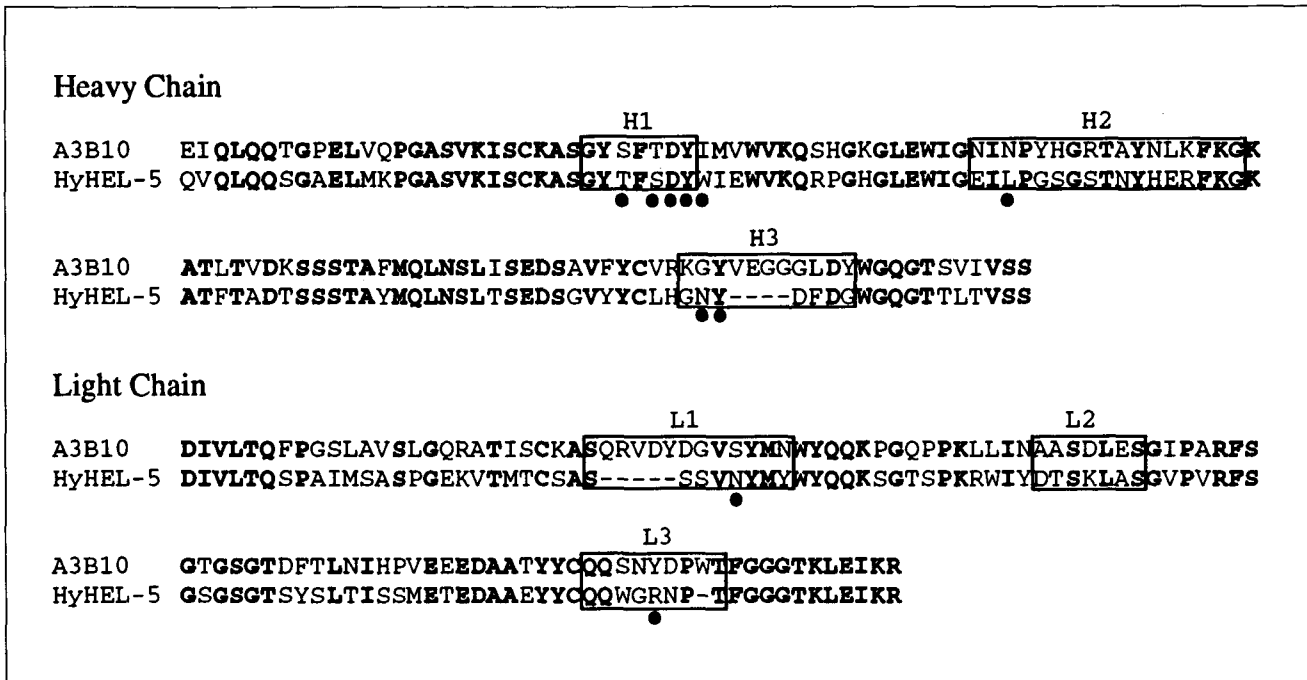 Heavy Chain
H1 H2
A3B10 EIQLQQTGPELVQPGASVKISCKASGYSFTDYIMVWVKQSHGKGLEWIGNINPYHGRTAYNLKFKGK
HyHEL-5 QVQLQQSGAELMKPGASVKISCKASGYTFSDYWIEWVKQRPGHGLEWIGEILPGSGSTNYHERFKGK
H3
A3B10 ATLTVDKSSSTAFMQLNSLISEDSAVFYCVRKGYVEGGGLDYWGQGTSVIVSS
HyHEL-5 ATFTADTSSSTAYMQLNSLTSEDSGVYYCLHGNY----DFDGWGQGTTLTVSS
Light Chain
L1 L2
A3B10 DIVLTQFPGSLAVSLGQRATISCKASQRVDYDGVSYMNWYQQKPGQPPKLLINAASDLESGIPARFS
HyHEL-5 DIVLTQSPAIMSASPGEKVTMTCSAS-----SSVNYMYWYQQKSGTSPKRWIYDTSKLASGVPVRFS
L3
A3B10 GTGSGTDFTLNIHPVEEEDAATYYCQQSNYDPWTFGGGTKLEIKR
HyHEL-5 GSGSGTSYSLTISSMETEDAAEYYCQQWGRNP-TFGGGTKLEIKR